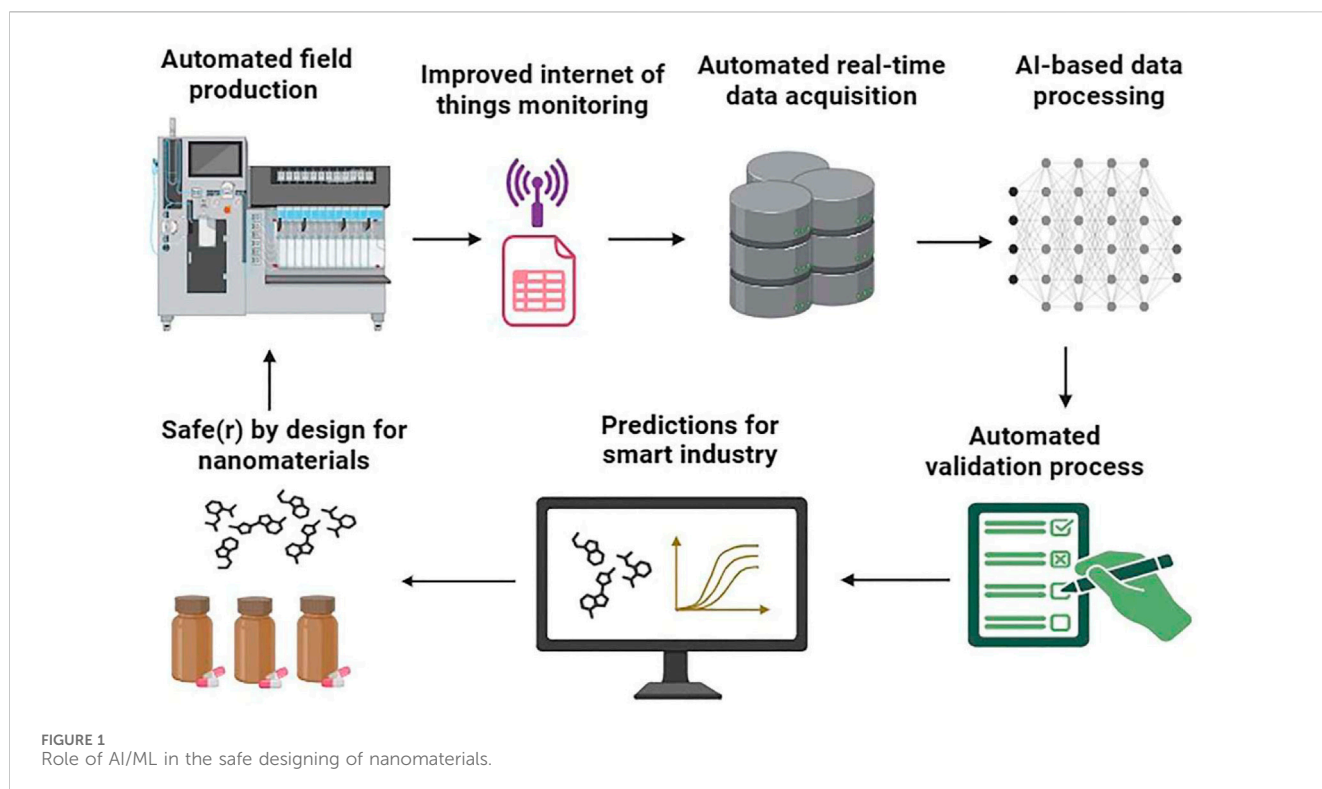 Automated field
production
Improved internet of
things monitoring
Automated real-time
data acquisition
AI-based data
processing
Safe(r) by design for
nanomaterials
Predictions for
smart industry
Automated
validation process
FIGURE 1
Role of AI/ML in the safe designing of nanomaterials.